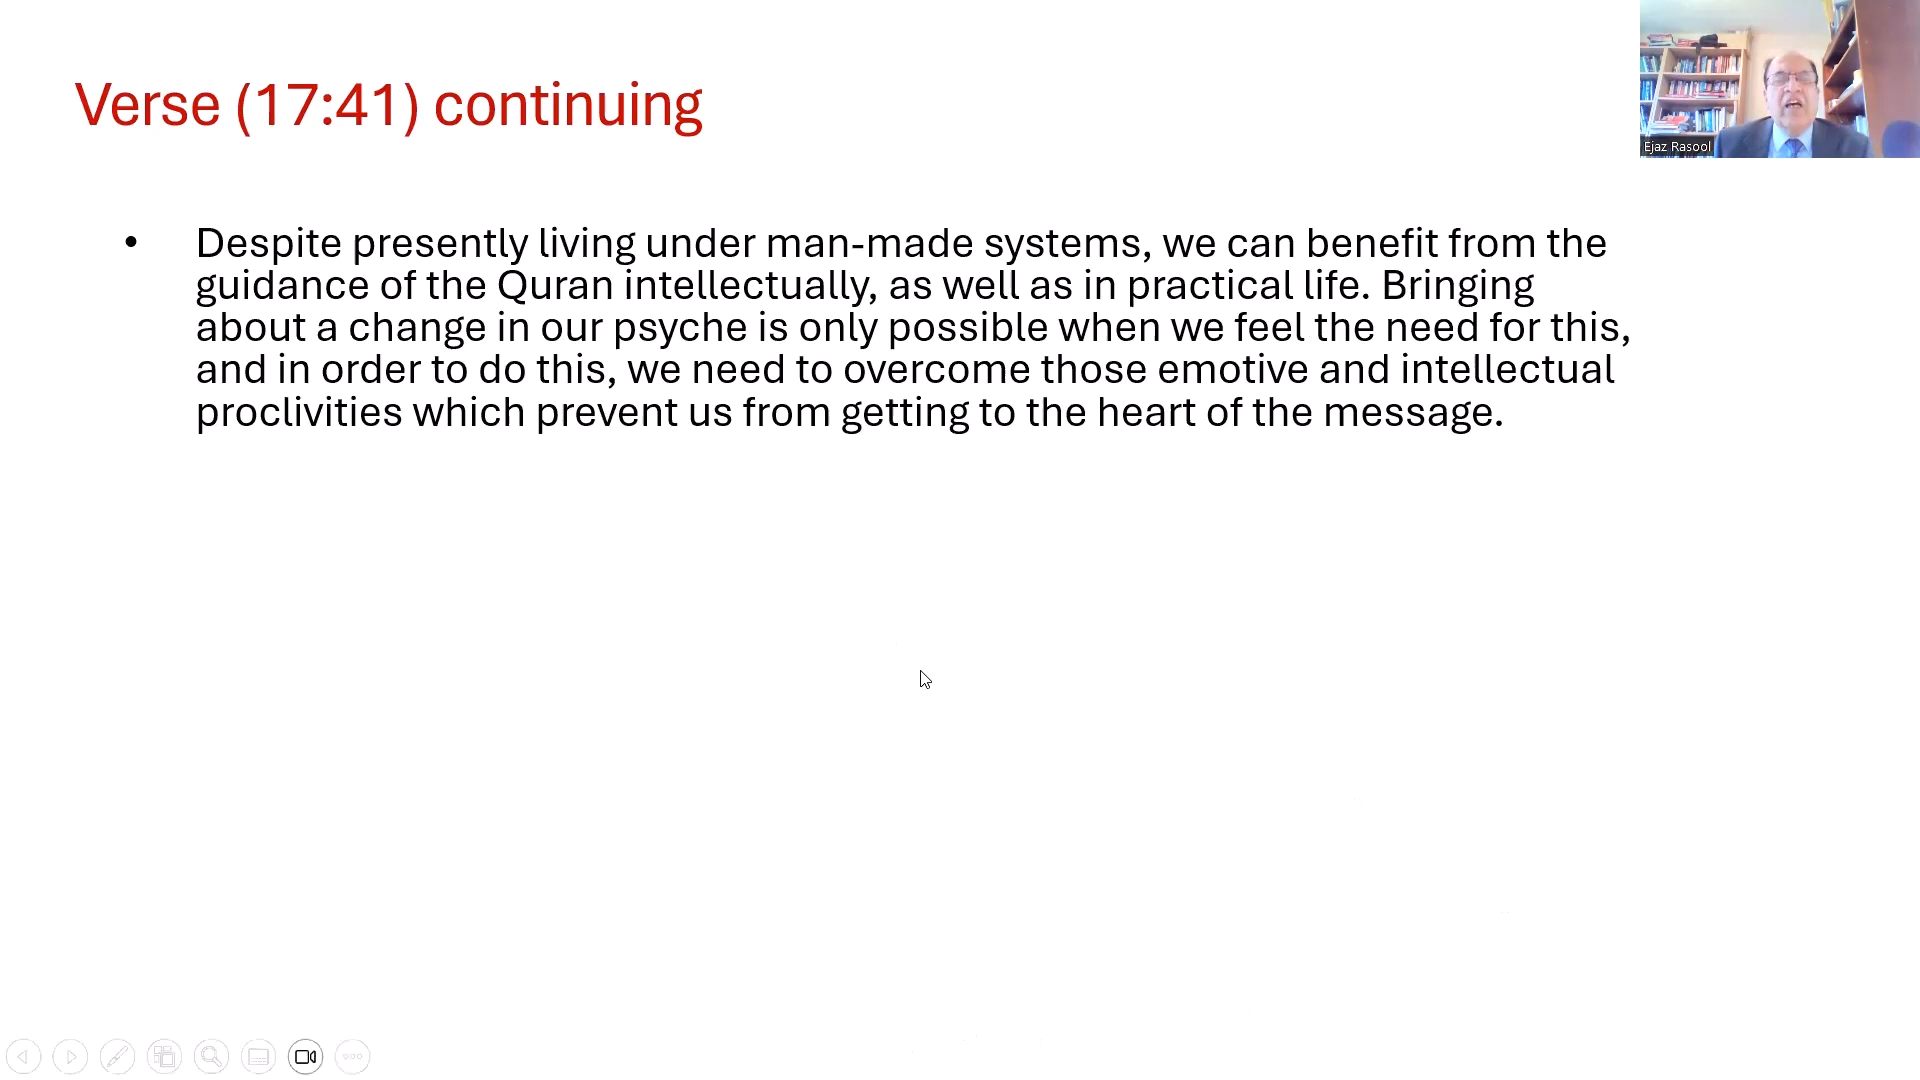 Verse (17:41) continuing
Ejaz Rasool
• Despite presently living under man-made systems, we can benefit from the
guidance of the Quran intellectually, as well as in practical life. Bringing
about a change in our psyche is only possible when we feel the need for this,
and in order to do this, we need to overcome those emotive and intellectual
proclivities which prevent us from getting to the heart of the message.